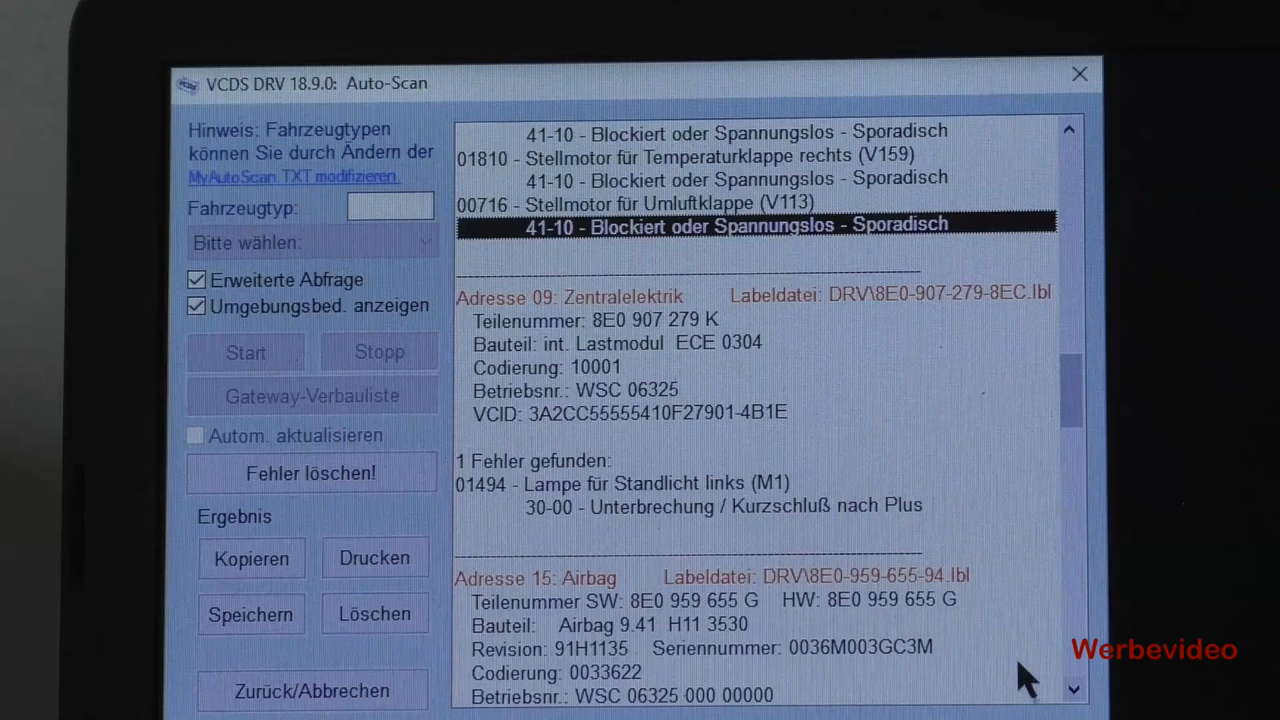 VCDS DRV 18.9.0: Auto-Scan
Hinweis: Fahrzeugtypen
können Sie durch Ändern der
MyAutoScan.TXT modifizieren.
Fahrzeugtyp:
Bitte wählen:
Erweiterte Abfrage
Umgebungsbed. anzeigen
Start
Stopp
Gateway-Verbauliste
Autom. aktualisieren
Fehler löschen!
Ergebnis
Kopieren
Drucken
Speichern
Löschen
Zurück/Abbrechen
41-10 - Blockiert oder Spannungslos - Sporadisch
01810 - Stellmotor für Temperaturklappe rechts (V159)
41-10 - Blockiert oder Spannungslos - Sporadisch
00716 - Stellmotor für Umluftklappe (V113)
41-10 - Blockiert oder Spannungslos - Sporadisch
Adresse 09: Zentralelektrik Labeldatei: DRV\8E0-907-279-8EC.lbl
Teilenummer: 8E0 907 279 K
Bauteil: int. Lastmodul ECE 0304
Codierung: 10001
Betriebsnr.: WSC 06325
VCID: 3A2CC55555410F27901-4B1E
1 Fehler gefunden:
01494 - Lampe für Standlicht links (M1)
30-00 - Unterbrechung / Kurzschluß nach Plus
Adresse 15: Airbag Labeldatei: DRV\8E0-959-655-94.lbl
Teilenummer SW: 8E0 959 655 G HW: 8E0 959 655 G
Bauteil: Airbag 9.41 H11 3530
Revision: 91H1135 Seriennummer: 0036M003GC3M
Codierung: 0033622
Betriebsnr.: WSC 06325 000 00000
Werbevideo